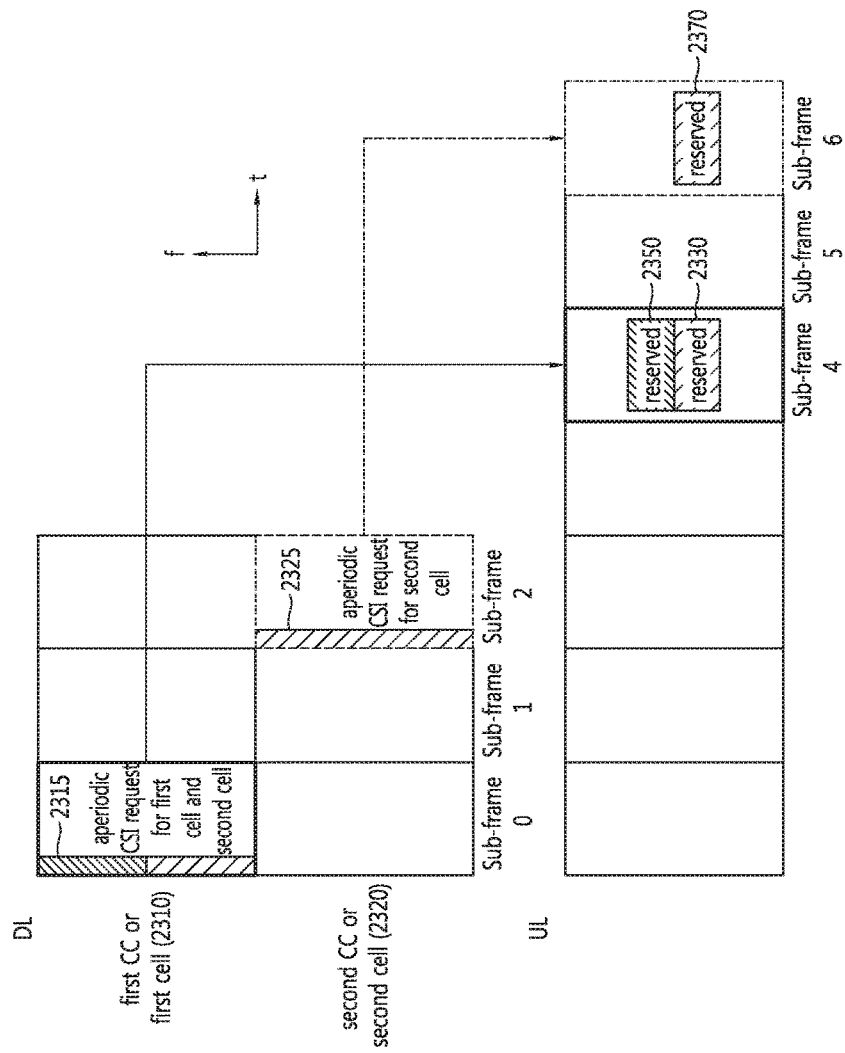 DL
first CC or
first cell (2310)
2315
aperiodic
CSI request
for first
cell and
second cell
second CC or
second cell (2320)
2325
aperiodic
CSI request
for second
cell
Sub-frame
0
Sub-frame
1
Sub-frame
2
f
t
UL
reserved
2350
reserved
2330
reserved
2370
Sub-frame
4
Sub-frame
5
Sub-frame
6